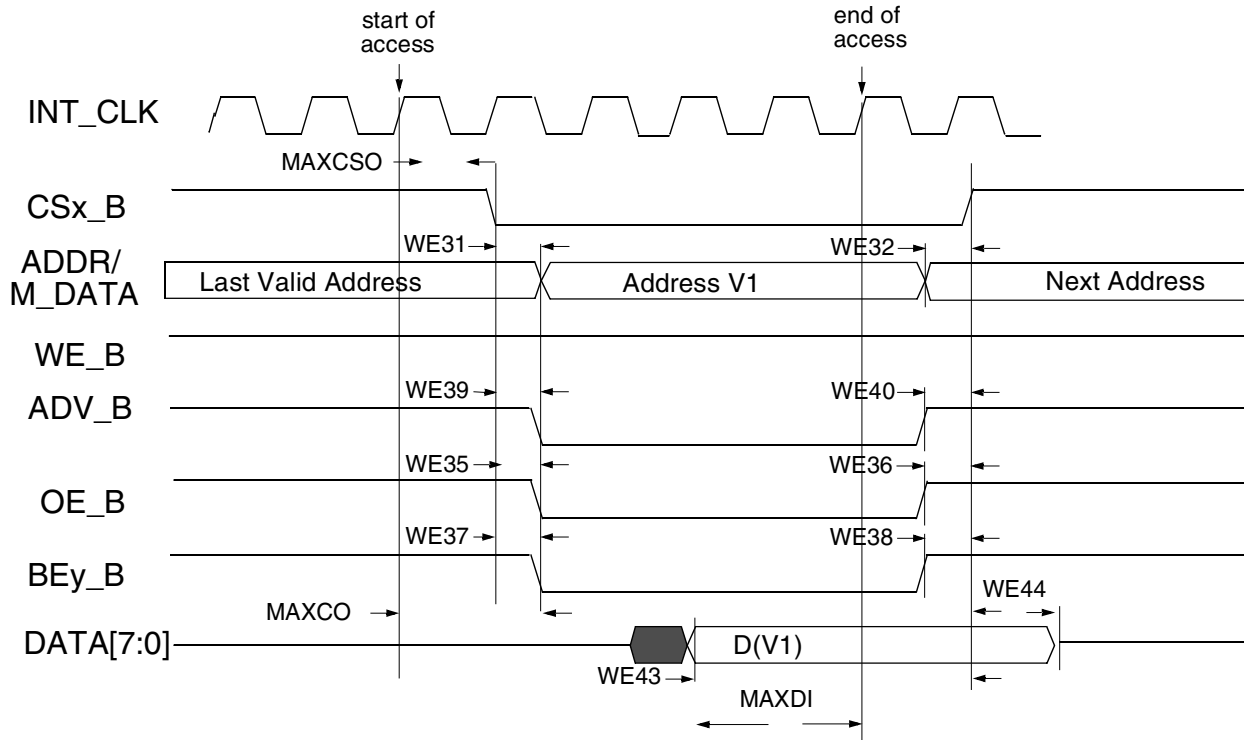 start of
access
end of
access
INT_CLK
MAXCSO
CSx_B
WE31
WE32
ADDR/
M_DATA
Last Valid Address
Address V1
Next Address
WE_B
WE39
WE40
ADV_B
WE35
WE36
OE_B
WE37
WE38
BEy_B
WE44
MAXCO
DATA[7:0]
D(V1)
WE43
MAXDI